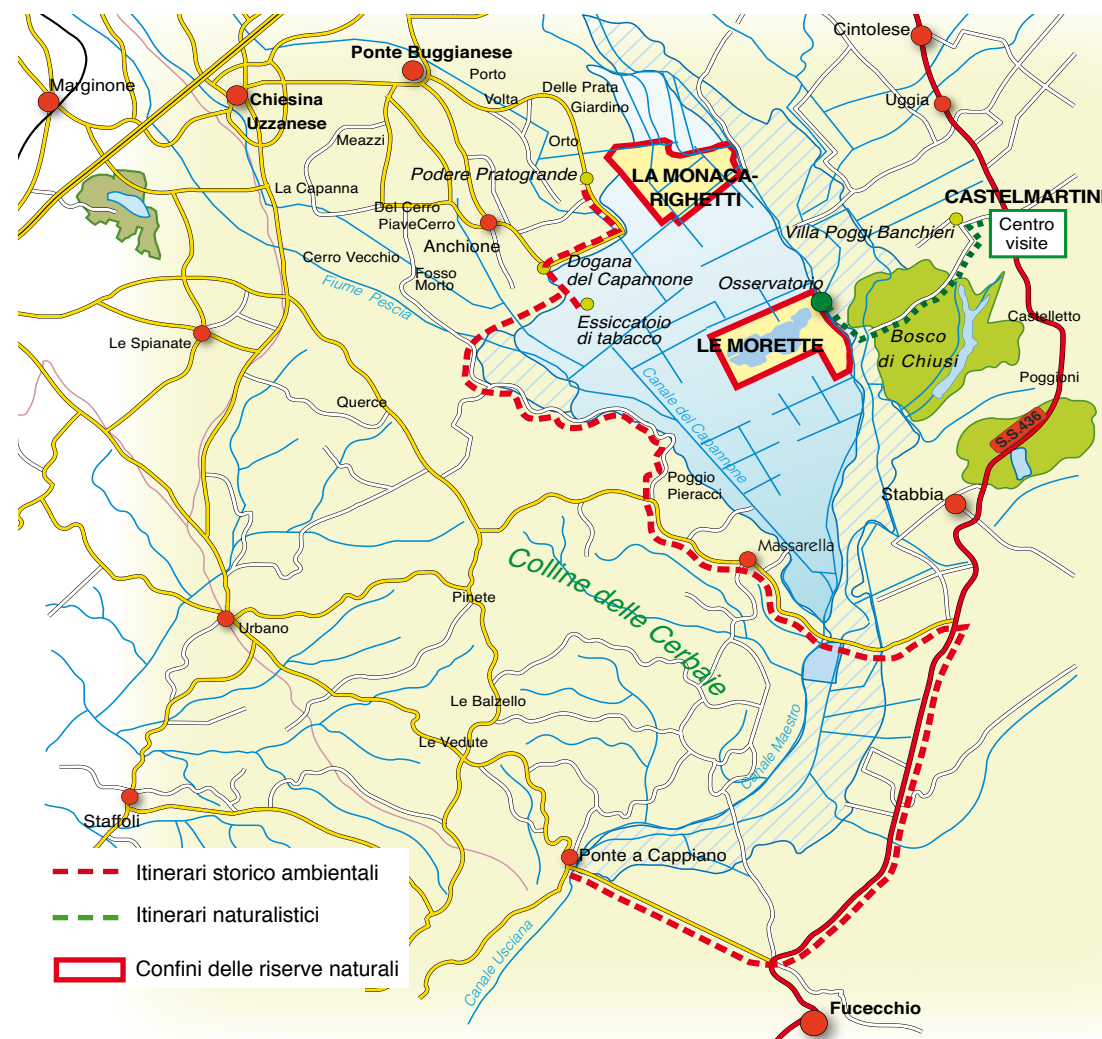 Cintolese
Ponte Buggianese
Porto
Marginone
Delle Prata
Volta
Chiesina
Uzzanese
Uggia
Giardino
Meazzi
Orto
Podere Pratogrande
LA MONACA-
RIGHETTI
La Capanna
CASTELMARTINI
Del Cerro
PiaveCerro
Centro
visite
Villa Poggi Banchieri
Anchione
Cerro Vecchio
Dogana
del Capannone
Fosso
Morto
Fiume Pescia
Osservatorio
Essiccatoio
di tabacco
Castelletto
Le Spianate
LE MORETTE
Bosco
di Chiusi
Poggioni
Canale del Capannone
Querce
S.S.436
Poggio
Pieracci
Stabbia
Massarella
Colline delle Cerbaie
Pinete
Urbano
Le Balzello
Le Vedute
Canale Maestro
Staffoli
Ponte a Cappiano
Itinerari storico ambientali
Itinerari naturalistici
Canale Usciana
Confini delle riserve naturali
Fucecchio